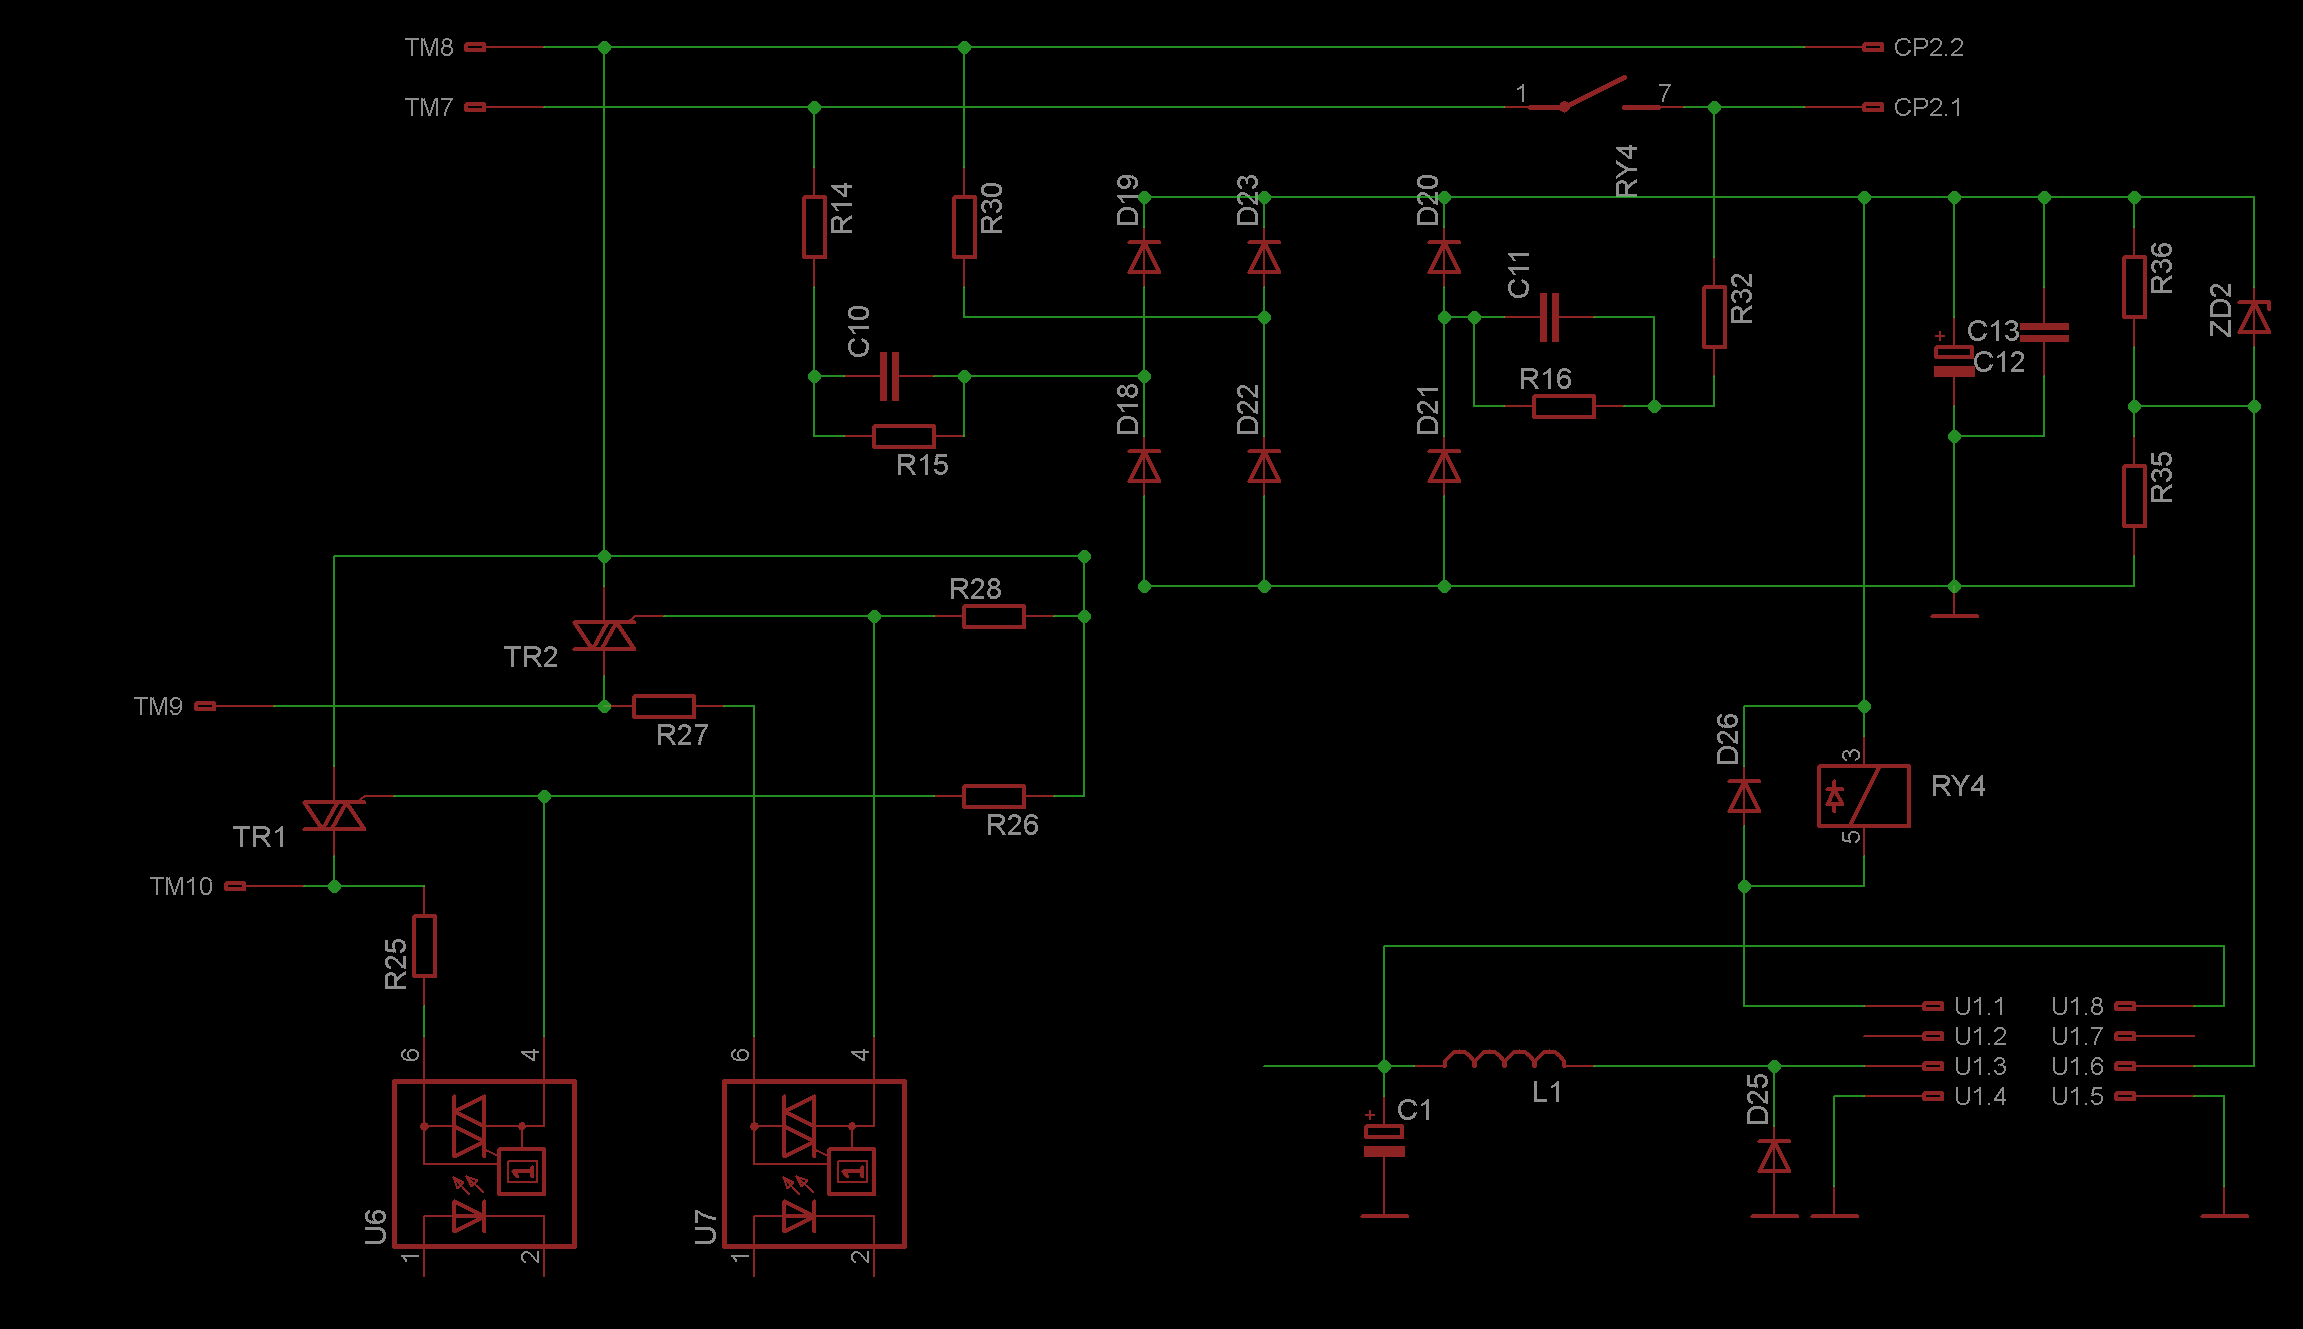 TM8
CP2.2
TM7
1
7
CP2.1
RY4
R14
R30
D19
D23
D20
C11
R32
R36
ZD2
C10
C13
C12
R16
D18
D22
D21
R15
R35
R28
TR2
TM9
R27
D26
3
RY4
5
TR1
R26
TM10
R25
U1.1
U1.8
U1.2
U1.7
U1.3
U1.6
U1.4
U1.5
6
4
6
4
L1
D25
C1
1
1
U6
U7
1
2
1
2